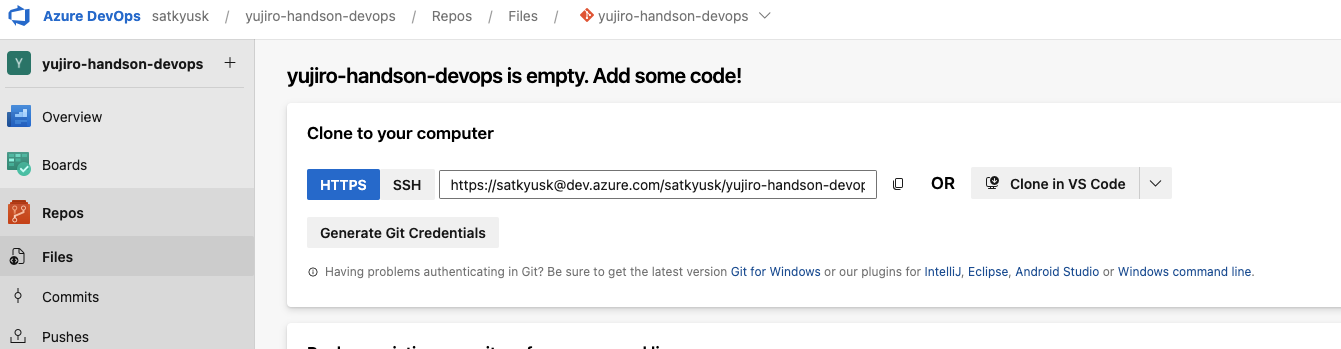 Azure DevOps satkyusk / yujiro-handson-devops / Repos / Files / yujiro-handson-devops
Y yujiro-handson-devops +
Overview
Boards
Repos
Files
Commits
Pushes
yujiro-handson-devops is empty. Add some code!
Clone to your computer
HTTPS SSH https://satkyusk@dev.azure.com/satkyusk/yujiro-handson-devop OR Clone in VS Code
Generate Git Credentials
Having problems authenticating in Git? Be sure to get the latest version Git for Windows or our plugins for IntelliJ, Eclipse, Android Studio or Windows command line.